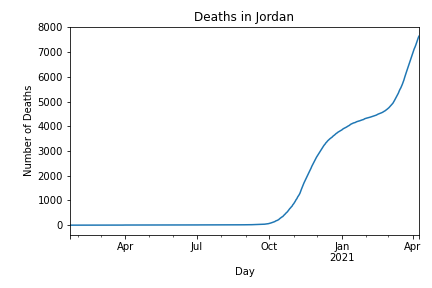 Deaths in Jordan
8000
7000
6000
5000
4000
3000
2000
1000
0
Number of Deaths
Apr
Jul
Oct
Jan
2021
Apr
Day